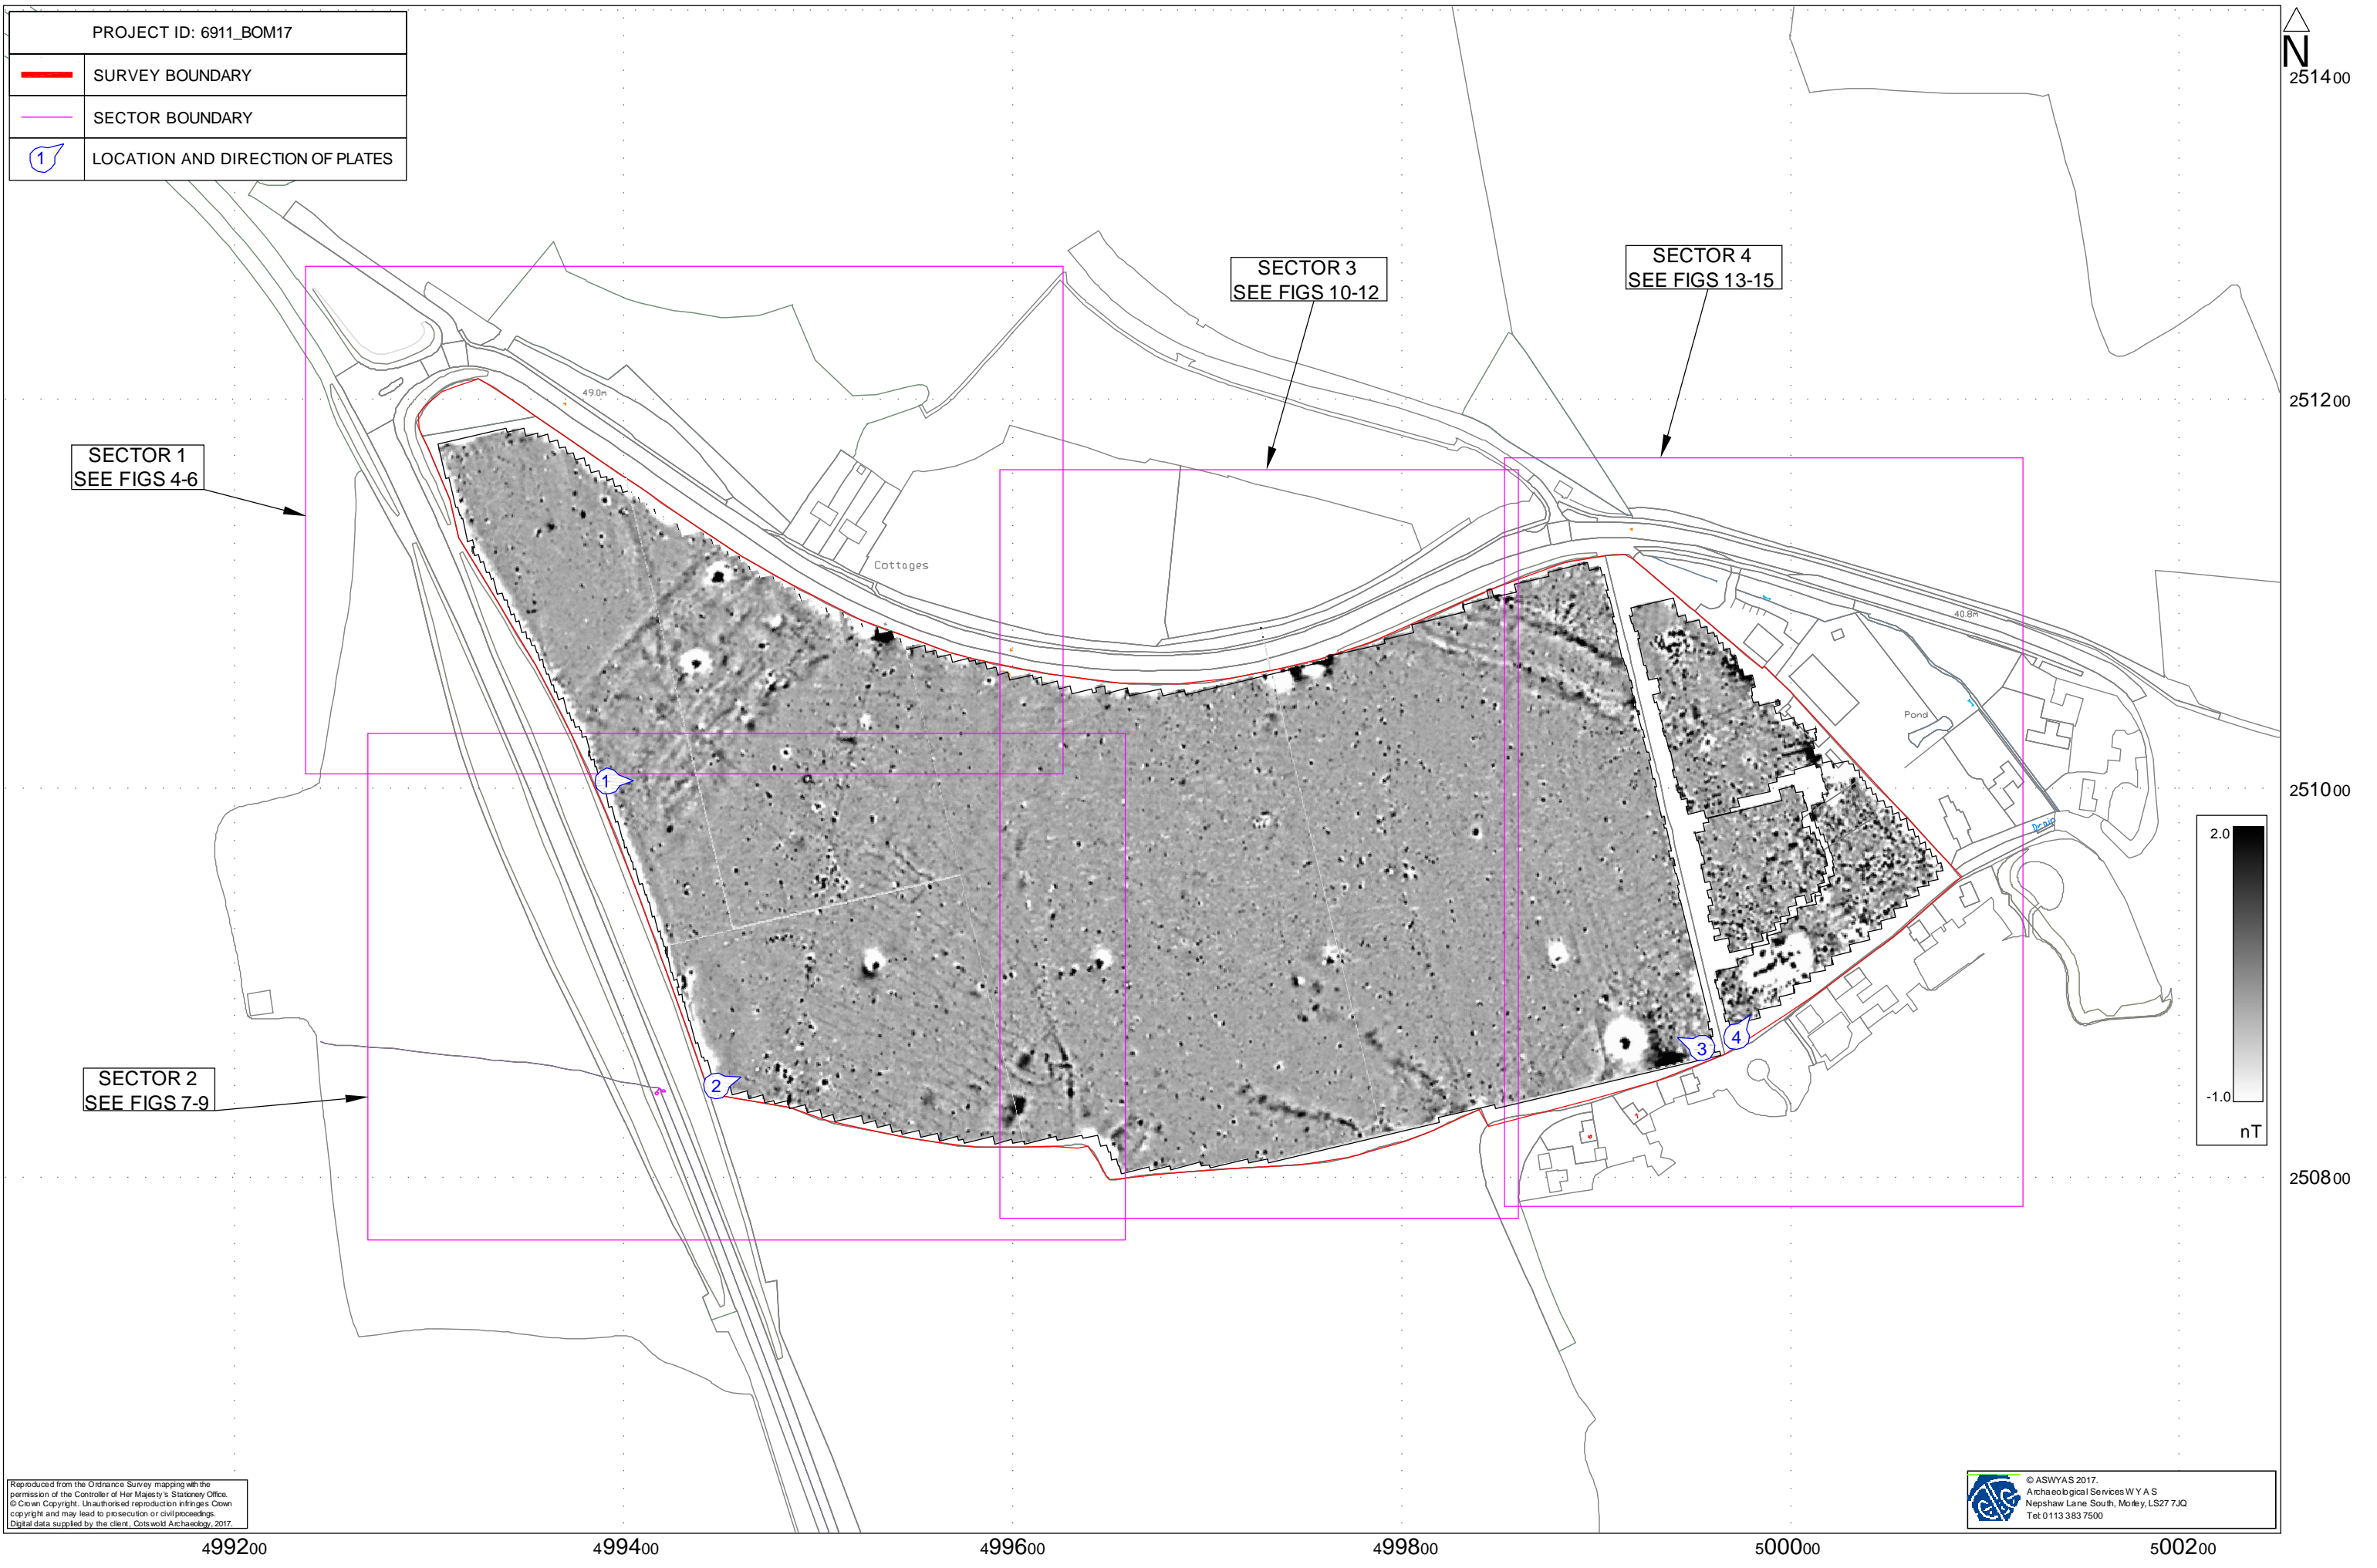 PROJECT ID: 6911_BOM17
SURVEY BOUNDARY
SECTOR BOUNDARY
1 LOCATION AND DIRECTION OF PLATES
N
251400
SECTOR 3
SEE FIGS 10-12
SECTOR 4
SEE FIGS 13-15
49.0m
251200
SECTOR 1
SEE FIGS 4-6
Cottages
40.8m
Pond
1
251000
Drain
2.0
-1.0
nT
3
4
2
SECTOR 2
SEE FIGS 7-9
250800
Reproduced from the Ordnance Survey mapping with the
permission of the Controller of Her Majesty's Stationery Office.
© Crown Copyright. Unauthorised reproduction infringes Crown
copyright and may lead to prosecution or civil proceedings.
Digital data supplied by the client, Cotswold Archaeology, 2017.
© ASWYAS 2017.
Archaeological Services W Y A S
Nepshaw Lane South, Morley, LS27 7JQ
Tel: 0113 383 7500
499200
499400
499600
499800
500000
500200